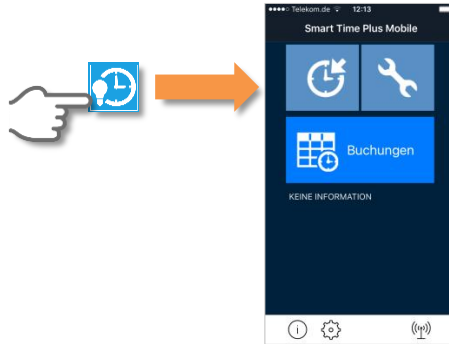 Telekom.de 12:13
Smart Time Plus Mobile
Buchungen
KEINE INFORMATION